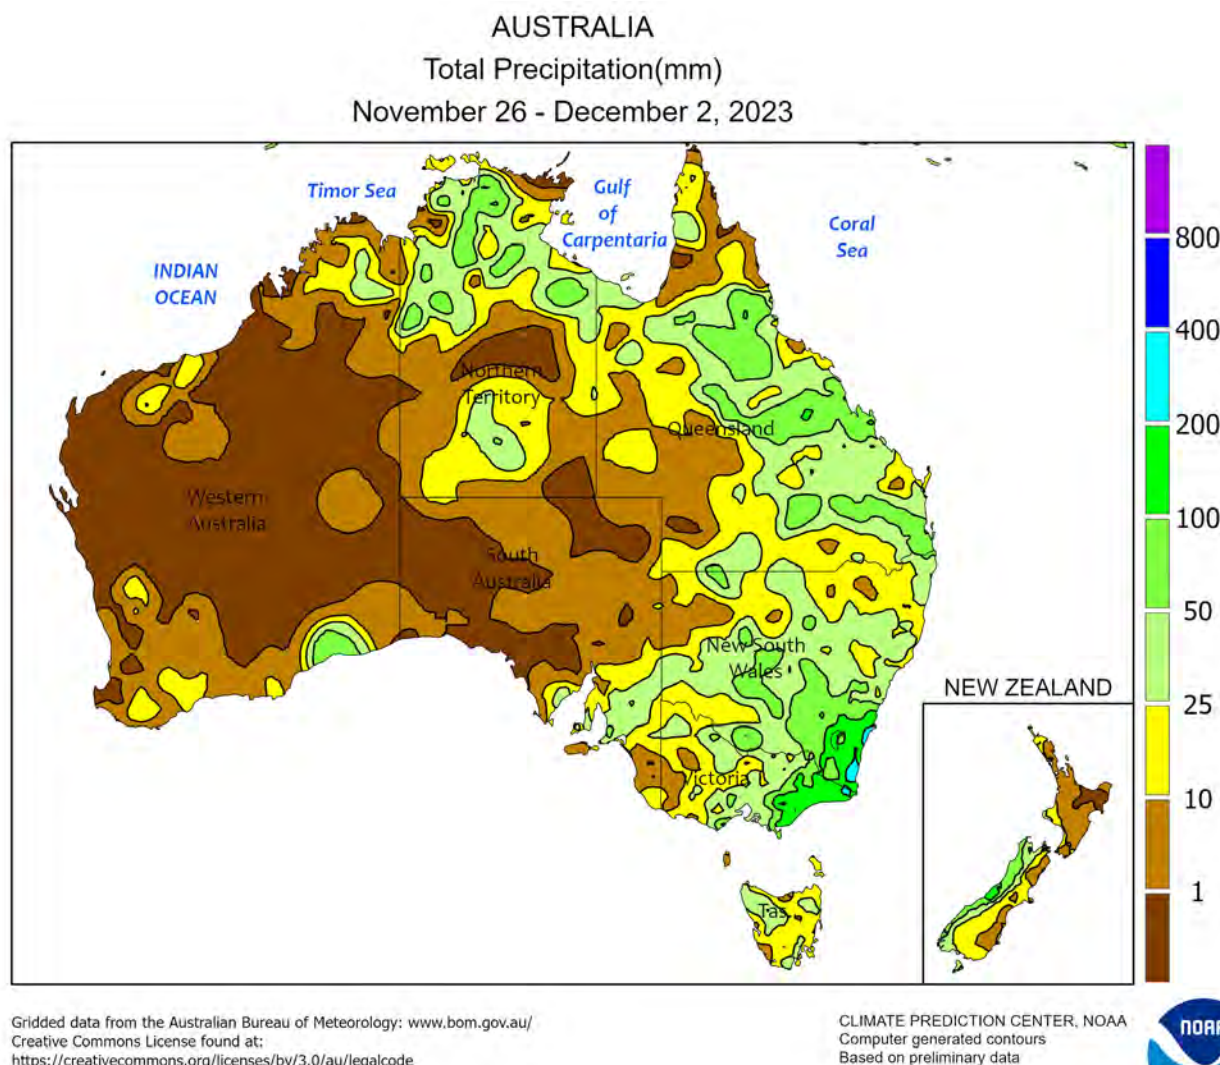 AUSTRALIA
Total Precipitation(mm)
November 26 - December 2, 2023
Timor Sea
Gulf
of
Carpentaria
Coral
Sea
INDIAN
OCEAN
Northern
Territory
Queensland
Western
Australia
South
Australia
New South
Wales
Victoria
Tas.
NEW ZEALAND
800
400
200
100
50
25
10
1
Gridded data from the Australian Bureau of Meteorology: www.bom.gov.au/
Creative Commons License found at:
https://creativecommons.org/licenses/by/3.0/au/legalcode
CLIMATE PREDICTION CENTER, NOAA
Computer generated contours
Based on preliminary data
NOAA